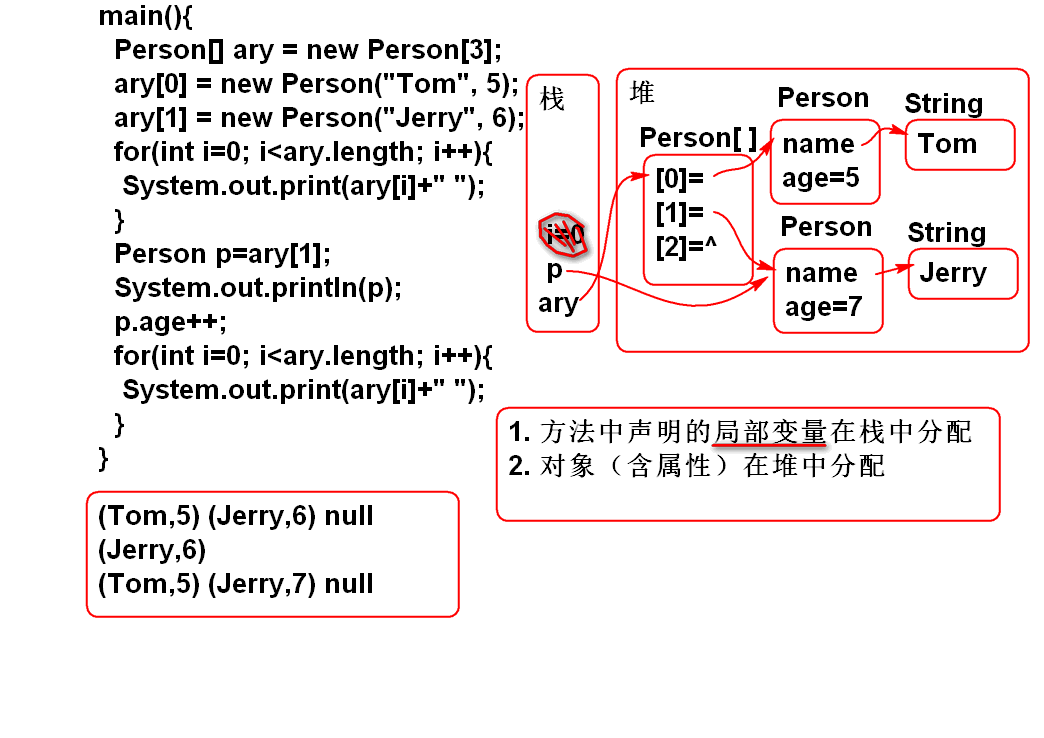 main(){
Person[] ary = new Person[3];
ary[0] = new Person("Tom", 5);
ary[1] = new Person("Jerry", 6);
for(int i=0; i<ary.length; i++){
System.out.print(ary[i]+" ");
}
Person p=ary[1];
System.out.println(p);
p.age++;
for(int i=0; i<ary.length; i++){
System.out.print(ary[i]+" ");
}
}
栈
i=0
p
ary
堆
Person[ ]
[0]=
[1]=
[2]=^
Person
name
age=5
String
Tom
Person
name
age=7
String
Jerry
1. 方法中声明的局部变量在栈中分配
2. 对象（含属性）在堆中分配
(Tom,5) (Jerry,6) null
(Jerry,6)
(Tom,5) (Jerry,7) null